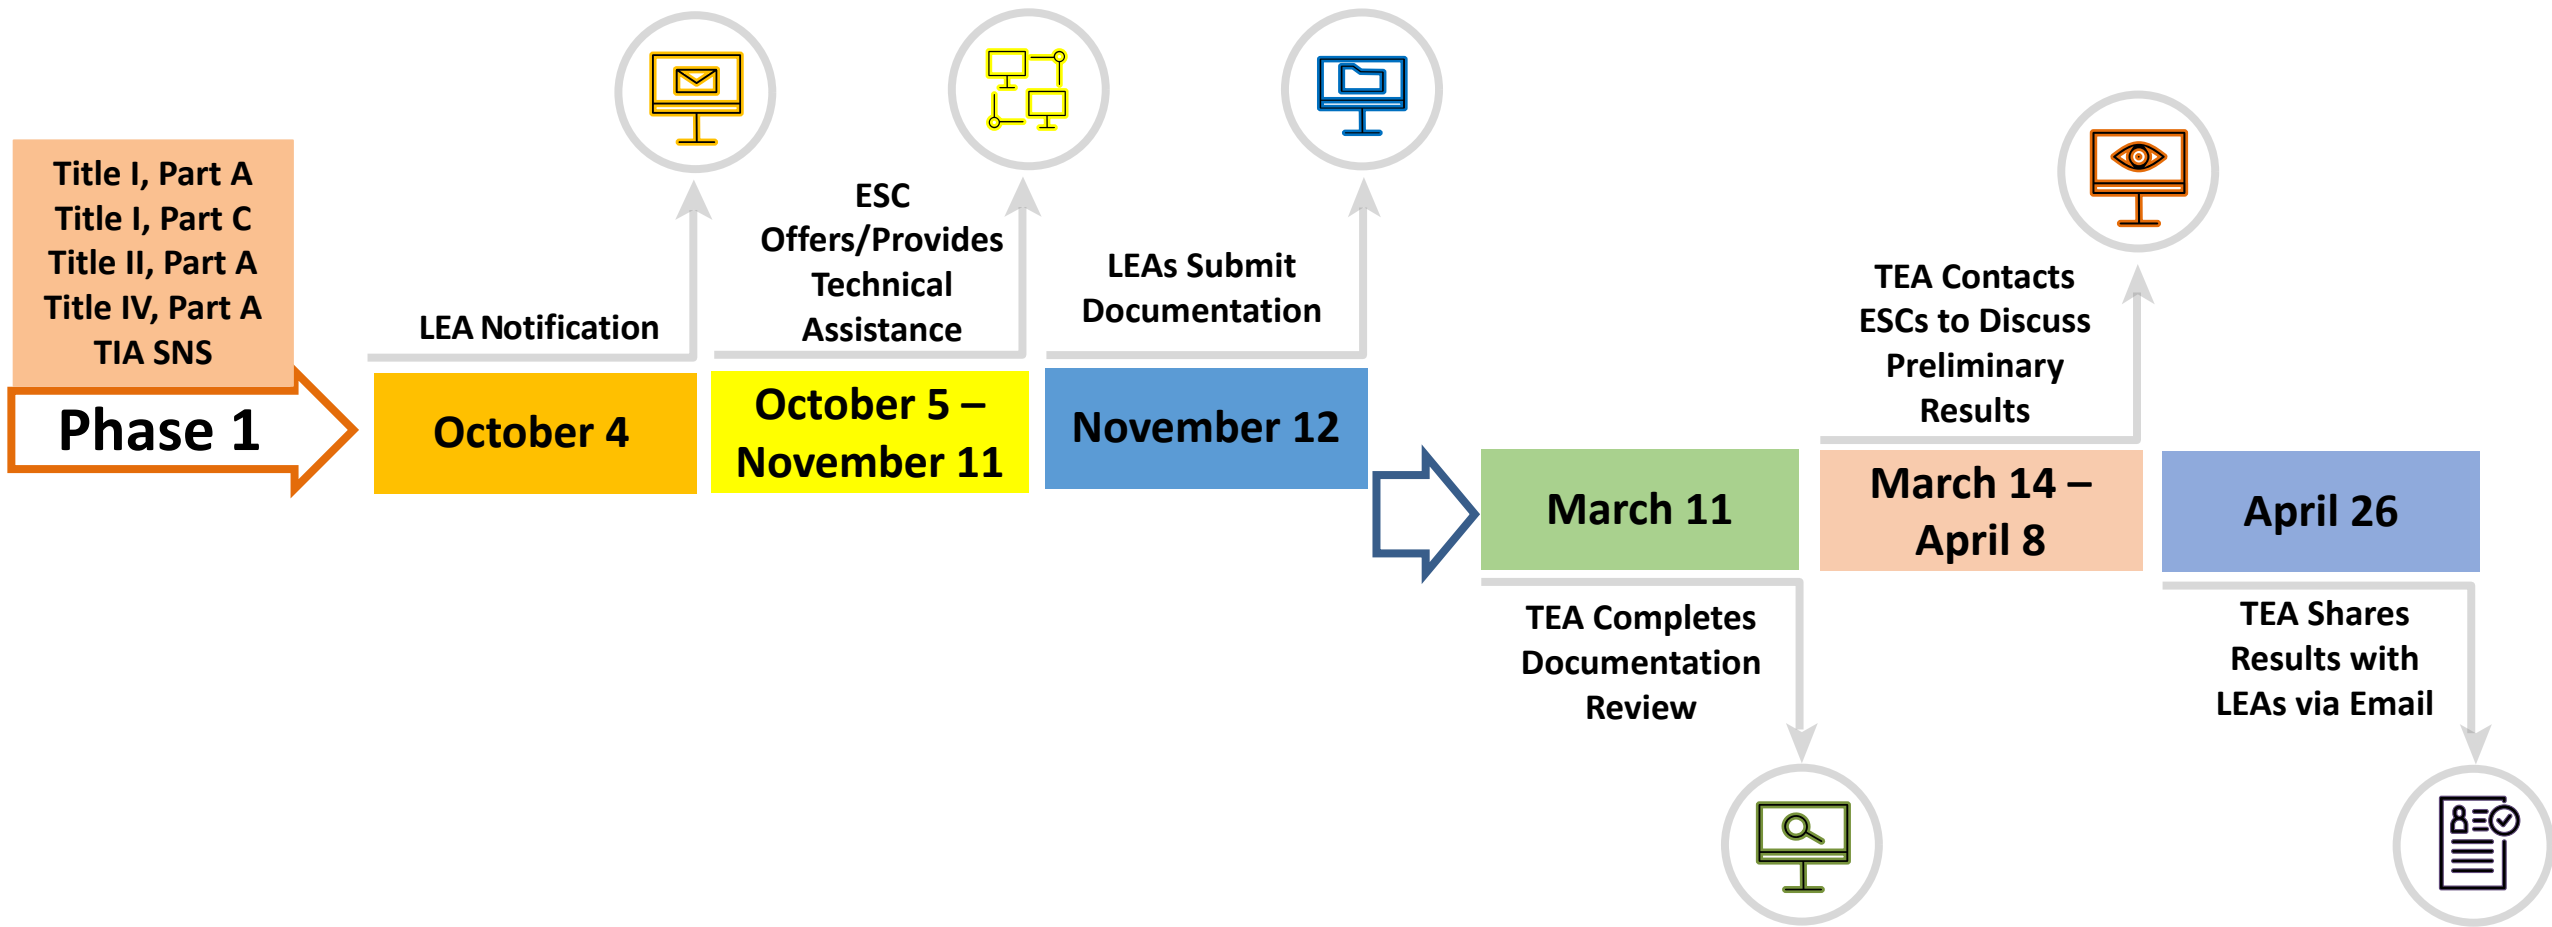 Title I, Part A
Title I, Part C
Title II, Part A
Title IV, Part A
TIA SNS
Phase 1
LEA Notification
October 4
ESC
Offers/Provides
Technical
Assistance
October 5 –
November 11
LEAs Submit
Documentation
November 12
March 11
TEA Completes
Documentation
Review
TEA Contacts
ESCs to Discuss
Preliminary
Results
March 14 –
April 8
April 26
TEA Shares
Results with
LEAs via Email